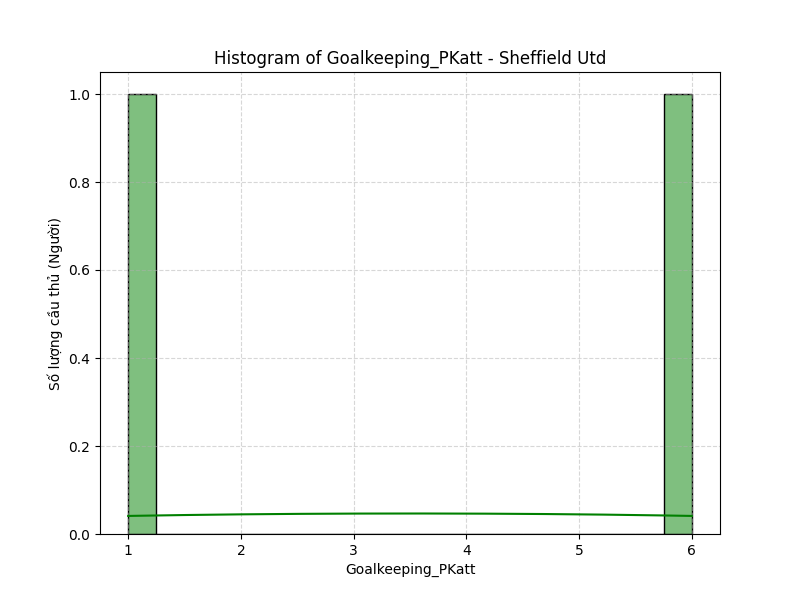 Histogram of Goalkeeping_PKatt - Sheffield Utd
1.0
0.8
0.6
0.4
0.2
0.0
Số lượng cầu thủ (Người)
1 2 3 4 5 6
Goalkeeping_PKatt